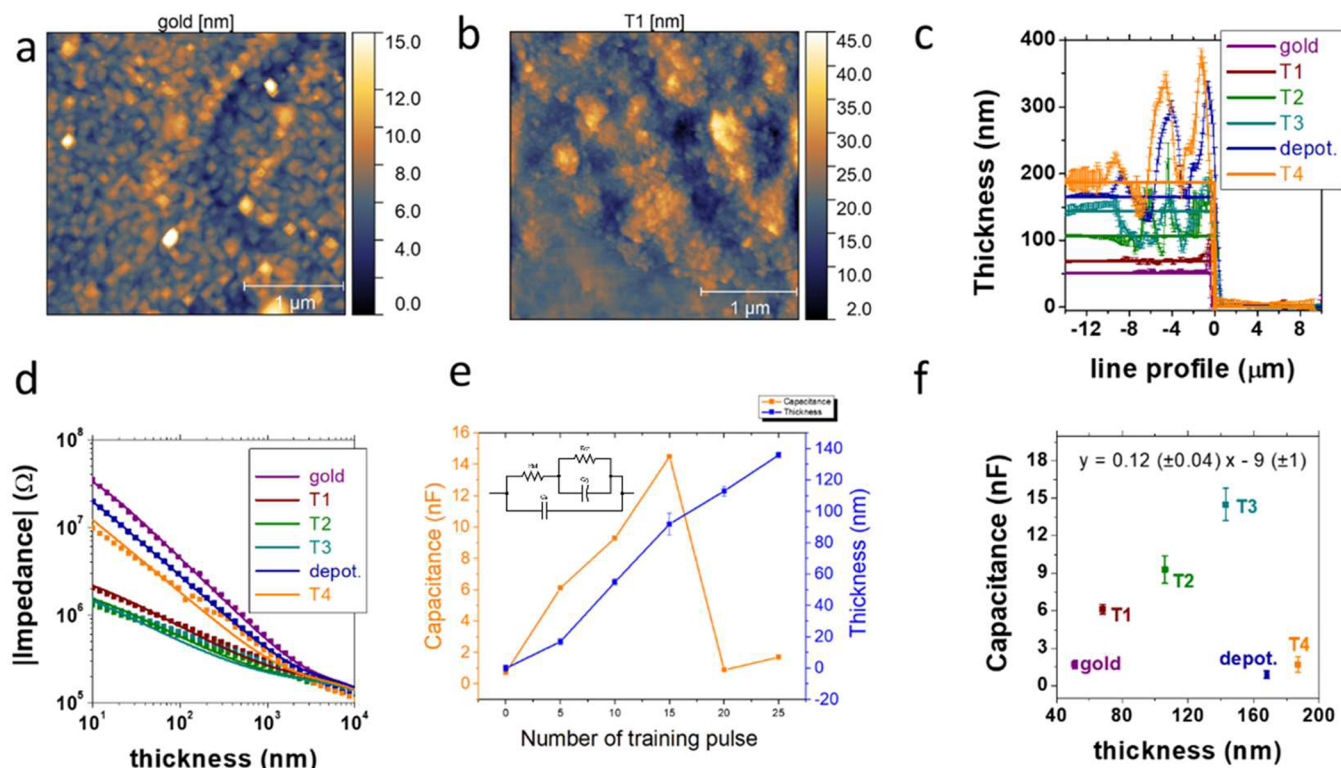 a
gold [nm]
15.0
12.0
10.0
8.0
6.0
4.0
2.0
0.0
1 µm
b
T1 [nm]
45.0
40.0
35.0
30.0
25.0
20.0
15.0
10.0
2.0
1 µm
c
Thickness (nm)
400
300
200
100
0
-12
-8
-4
0
4
8
line profile (µm)
gold
T1
T2
T3
depot.
T4
d
|Impedance| (Ω)
10⁸
10⁷
10⁶
10⁵
10¹
10²
10³
10⁴
thickness (nm)
gold
T1
T2
T3
depot.
T4
e
Capacitance
Thickness
Capacitance (nF)
16
14
12
10
8
6
4
2
0
Thickness (nm)
140
120
100
80
60
40
20
0
-20
0
5
10
15
20
25
Number of training pulse
f
y = 0.12 (±0.04) x - 9 (±1)
Capacitance (nF)
18
15
12
9
6
3
0
T3
T2
T1
gold
depot.
T4
40
80
120
160
200
thickness (nm)